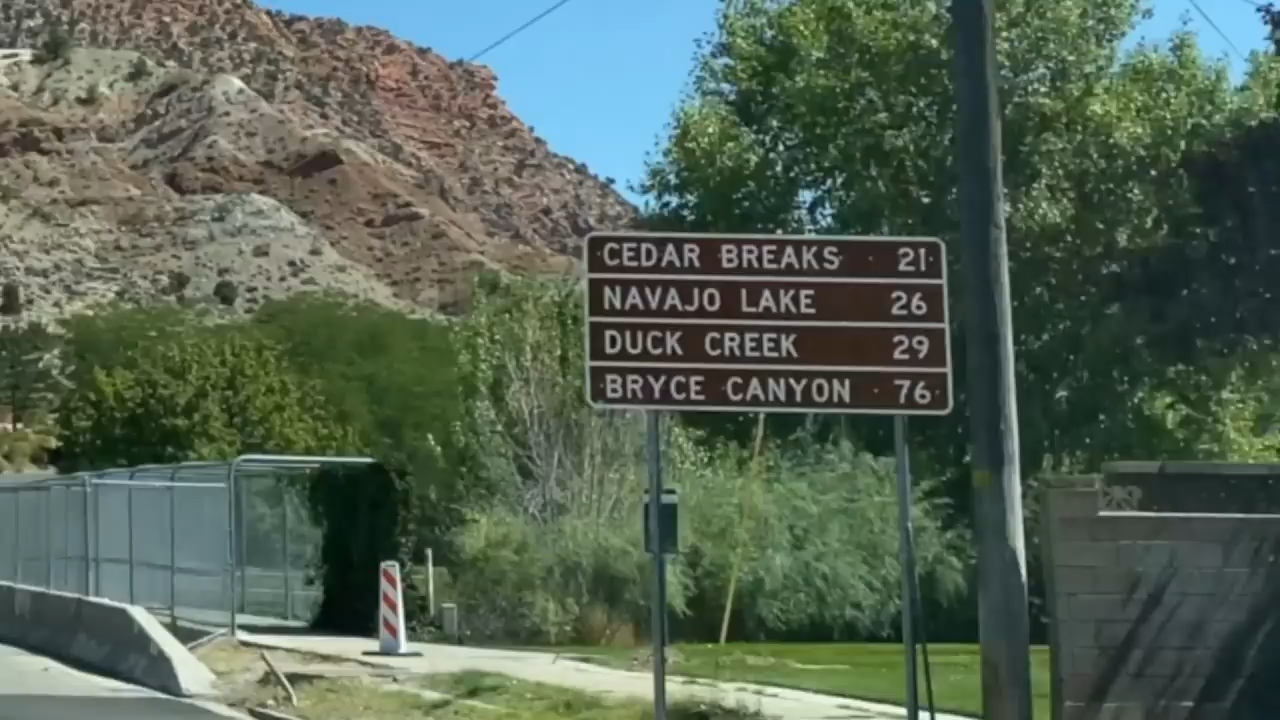 CEDAR BREAKS 21
NAVAJO LAKE 26
DUCK CREEK 29
BRYCE CANYON 76